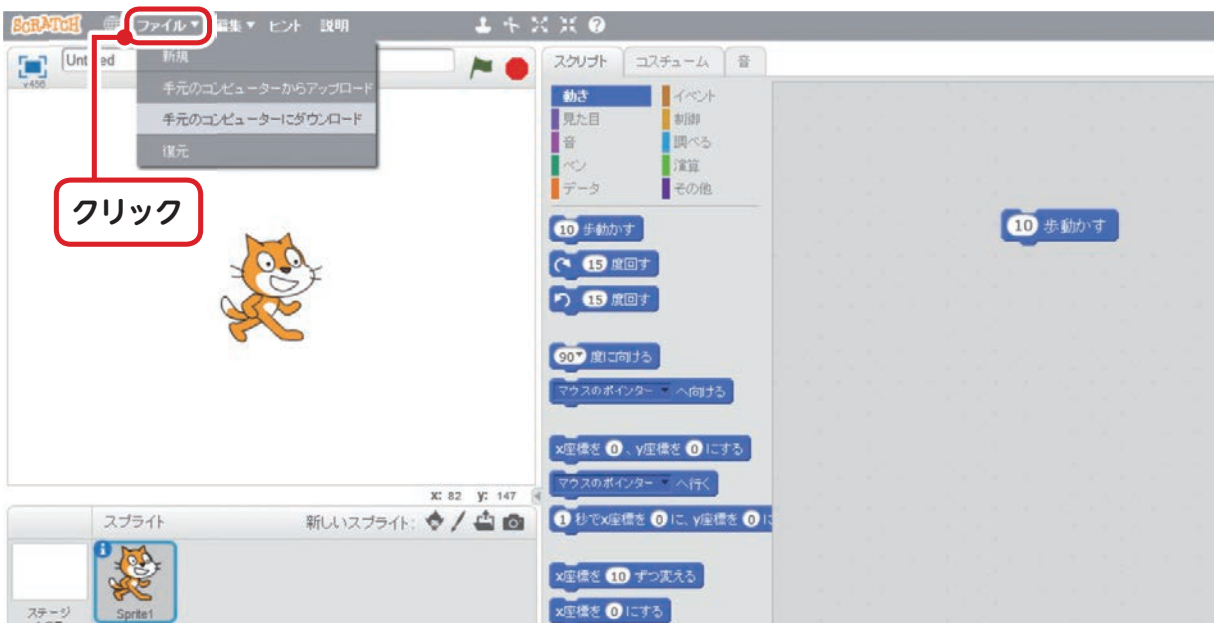 SCRATCH ファイル▼ 編集▼ ヒント 説明
新規
手元のコンピューターからアップロード
手元のコンピューターにダウンロード
復元
クリック
v456
x: 82 y: 147
スプライト 新しいスプライト:
ステージ
Sprite1
スクリプト コスチューム 音
動き イベント
見た目 制御
音 調べる
ペン 演算
データ その他
10 歩動かす
15 度回す
15 度回す
90▼ 度に向ける
マウスのポインター▼ へ向ける
x座標を 0 、y座標を 0 にする
マウスのポインター▼ へ行く
1 秒でx座標を 0 に、y座標を 0 に
x座標を 10 ずつ変える
x座標を 0 にする
10 歩動かす